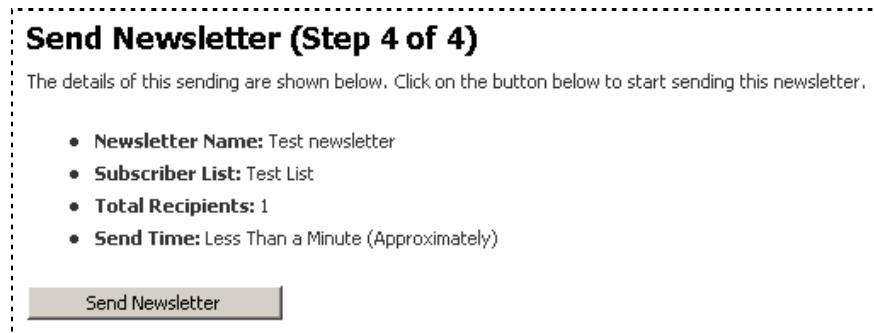 Send Newsletter (Step 4 of 4)
The details of this sending are shown below. Click on the button below to start sending this newsletter.
Newsletter Name: Test newsletter
Subscriber List: Test List
Total Recipients: 1
Send Time: Less Than a Minute (Approximately)
Send Newsletter